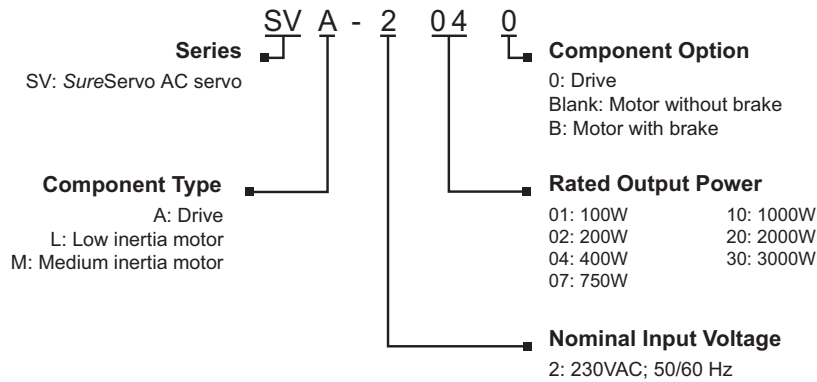 SV A - 2 04 0
Series
SV: SureServo AC servo
Component Type
A: Drive
L: Low inertia motor
M: Medium inertia motor
Component Option
0: Drive
Blank: Motor without brake
B: Motor with brake
Rated Output Power
01: 100W 10: 1000W
02: 200W 20: 2000W
04: 400W 30: 3000W
07: 750W
Nominal Input Voltage
2: 230VAC; 50/60 Hz